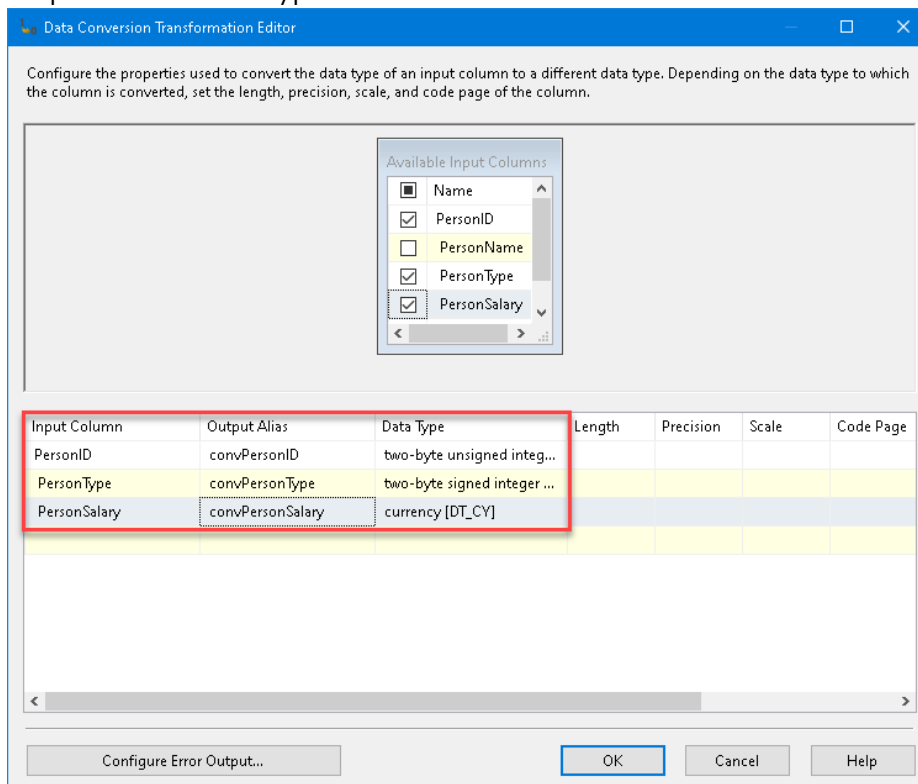 Data Conversion Transformation Editor
Configure the properties used to convert the data type of an input column to a different data type. Depending on the data type to which
the column is converted, set the length, precision, scale, and code page of the column.
Available Input Columns
Name
PersonID
PersonName
PersonType
PersonSalary
Input Column Output Alias Data Type Length Precision Scale Code Page
PersonID convPersonID two-byte unsigned integ...
PersonType convPersonType two-byte signed integer ...
PersonSalary convPersonSalary currency [DT_CY]
Configure Error Output... OK Cancel Help